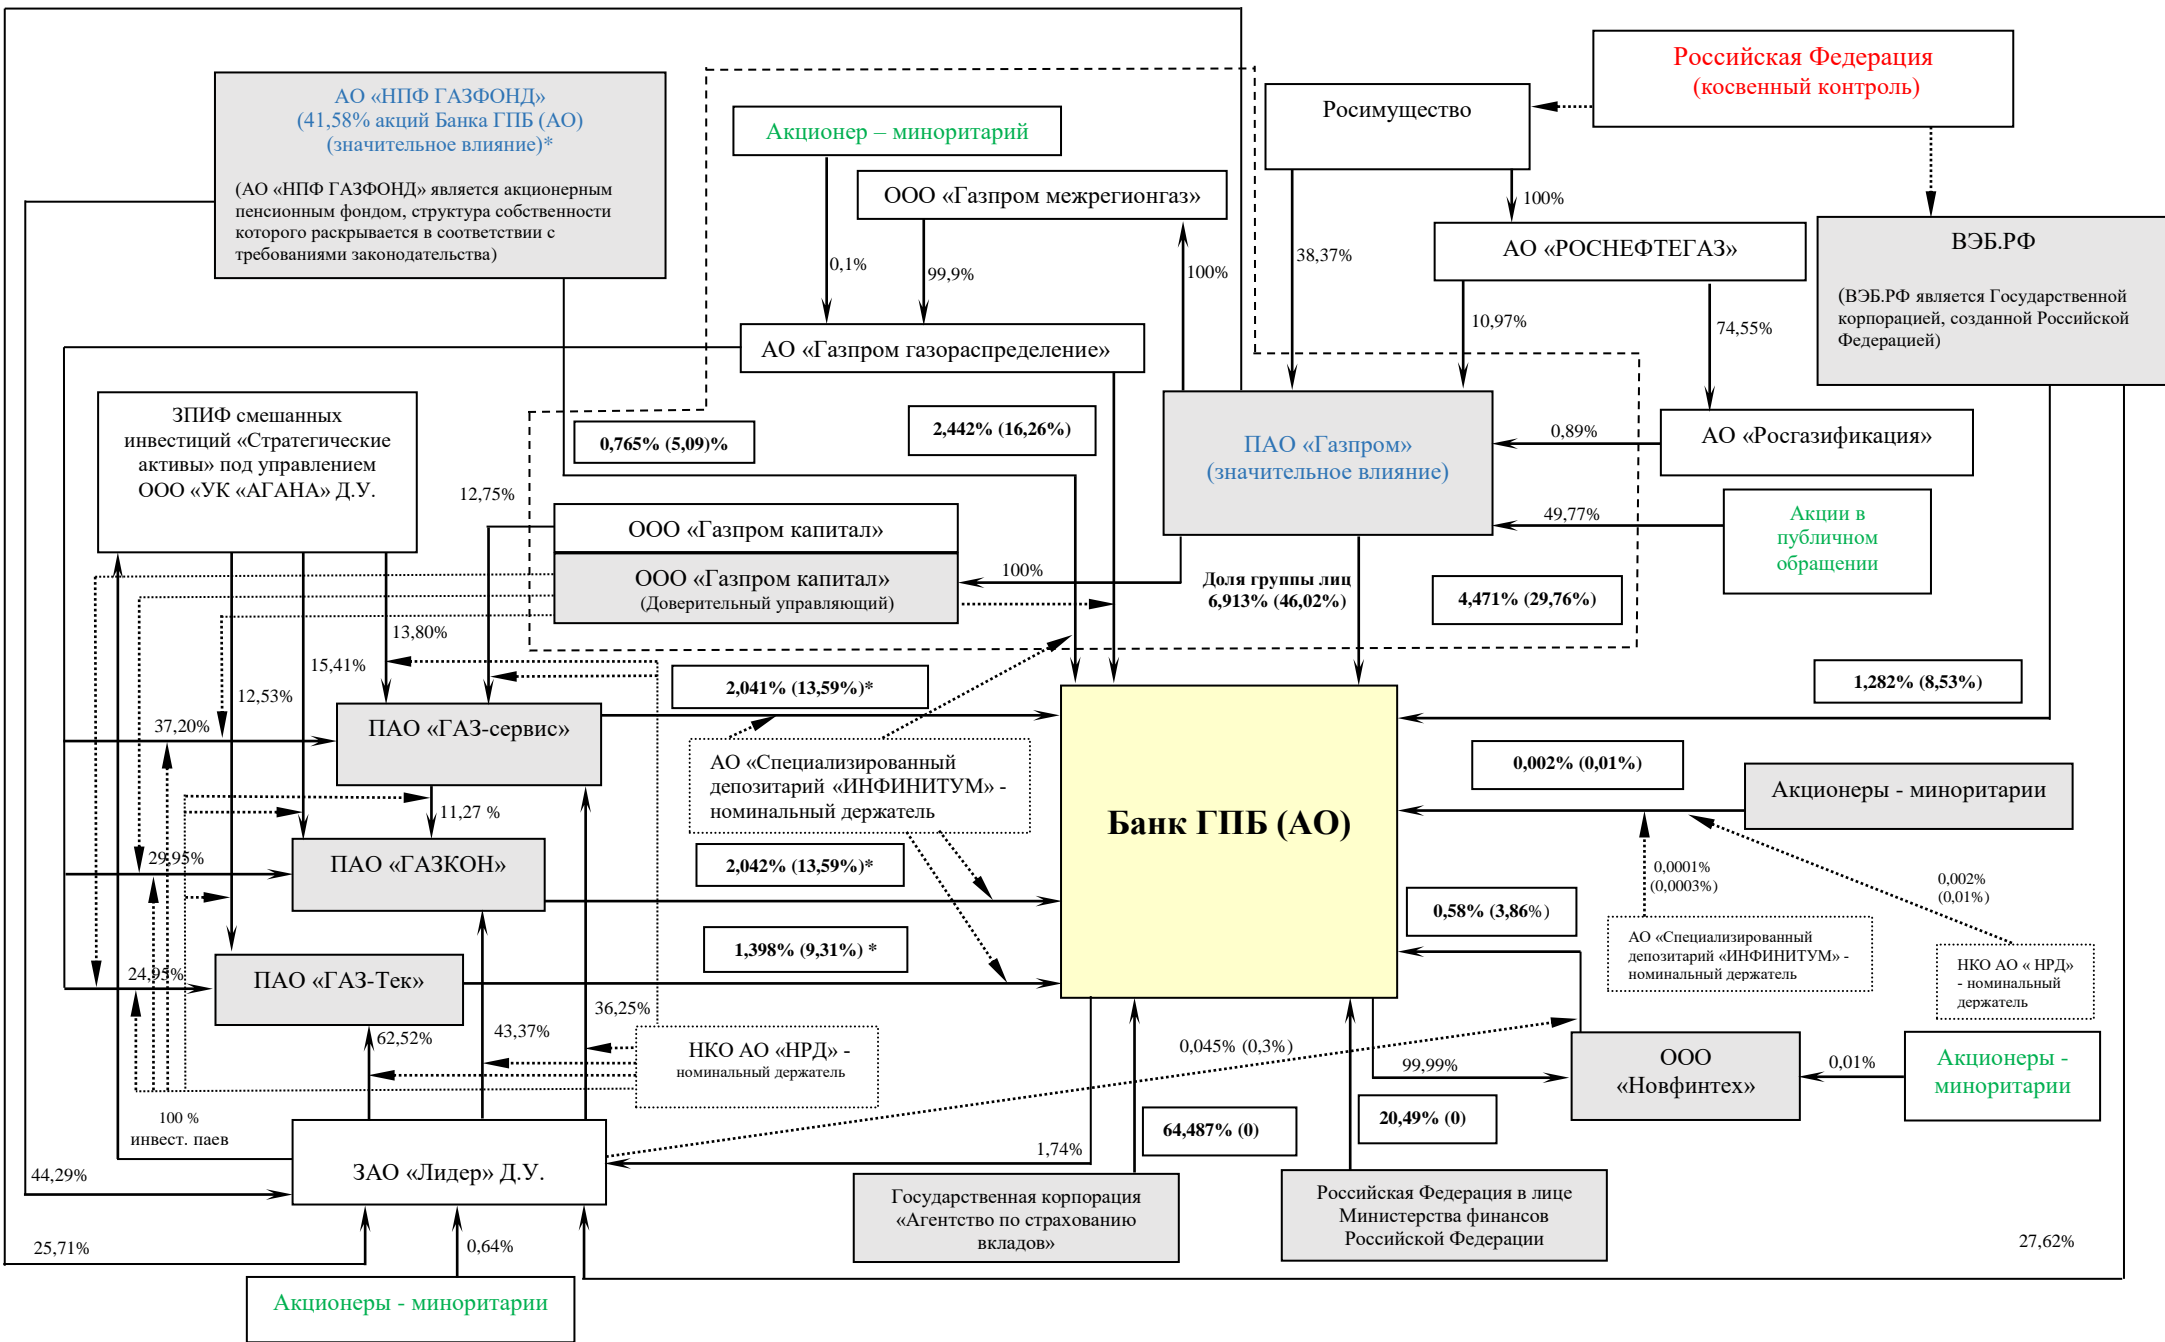 Российская Федерация
(косвенный контроль)
АО «НПФ ГАЗФОНД»
(41,58% акций Банка ГПБ (АО)
(значительное влияние)*
(АО «НПФ ГАЗФОНД» является акционерным
пенсионным фондом, структура собственности
которого раскрывается в соответствии с
требованиями законодательства)
Акционер – миноритарий
Росимущество
ООО «Газпром межрегионгаз»
100%
АО «РОСНЕФТЕГАЗ»
ВЭБ.РФ
(ВЭБ.РФ является Государственной
корпорацией, созданной Российской
Федерацией)
0,1%
99,9%
100%
38,37%
10,97%
74,55%
АО «Газпром газораспределение»
ЗПИФ смешанных
инвестиций «Стратегические
активы» под управлением
ООО «УК «АГАНА» Д.У.
0,765% (5,09)%
2,442% (16,26%)
ПАО «Газпром»
(значительное влияние)
0,89%
АО «Росгазификация»
49,77%
Акции в
публичном
обращении
12,75%
ООО «Газпром капитал»
ООО «Газпром капитал»
(Доверительный управляющий)
100%
Доля группы лиц
6,913% (46,02%)
4,471% (29,76%)
13,80%
15,41%
12,53%
37,20%
2,041% (13,59%)*
1,282% (8,53%)
ПАО «ГАЗ-сервис»
АО «Специализированный
депозитарий «ИНФИНИТУМ» -
номинальный держатель
0,002% (0,01%)
Акционеры - миноритарии
11,27 %
Банк ГПБ (АО)
29,95%
ПАО «ГАЗКОН»
2,042% (13,59%)*
0,0001%
(0,0003%)
0,002%
(0,01%)
0,58% (3,86%)
1,398% (9,31%) *
АО «Специализированный
депозитарий «ИНФИНИТУМ» -
номинальный держатель
НКО АО « НРД»
- номинальный
держатель
24,95%
ПАО «ГАЗ-Тек»
62,52%
43,37%
36,25%
НКО АО «НРД» -
номинальный держатель
0,045% (0,3%)
99,99%
ООО
«Новфинтех»
0,01%
Акционеры -
миноритарии
100 %
инвест. паев
64,487% (0)
20,49% (0)
1,74%
44,29%
ЗАО «Лидер» Д.У.
Государственная корпорация
«Агентство по страхованию
вкладов»
Российская Федерация в лице
Министерства финансов
Российской Федерации
25,71%
0,64%
27,62%
Акционеры - миноритарии